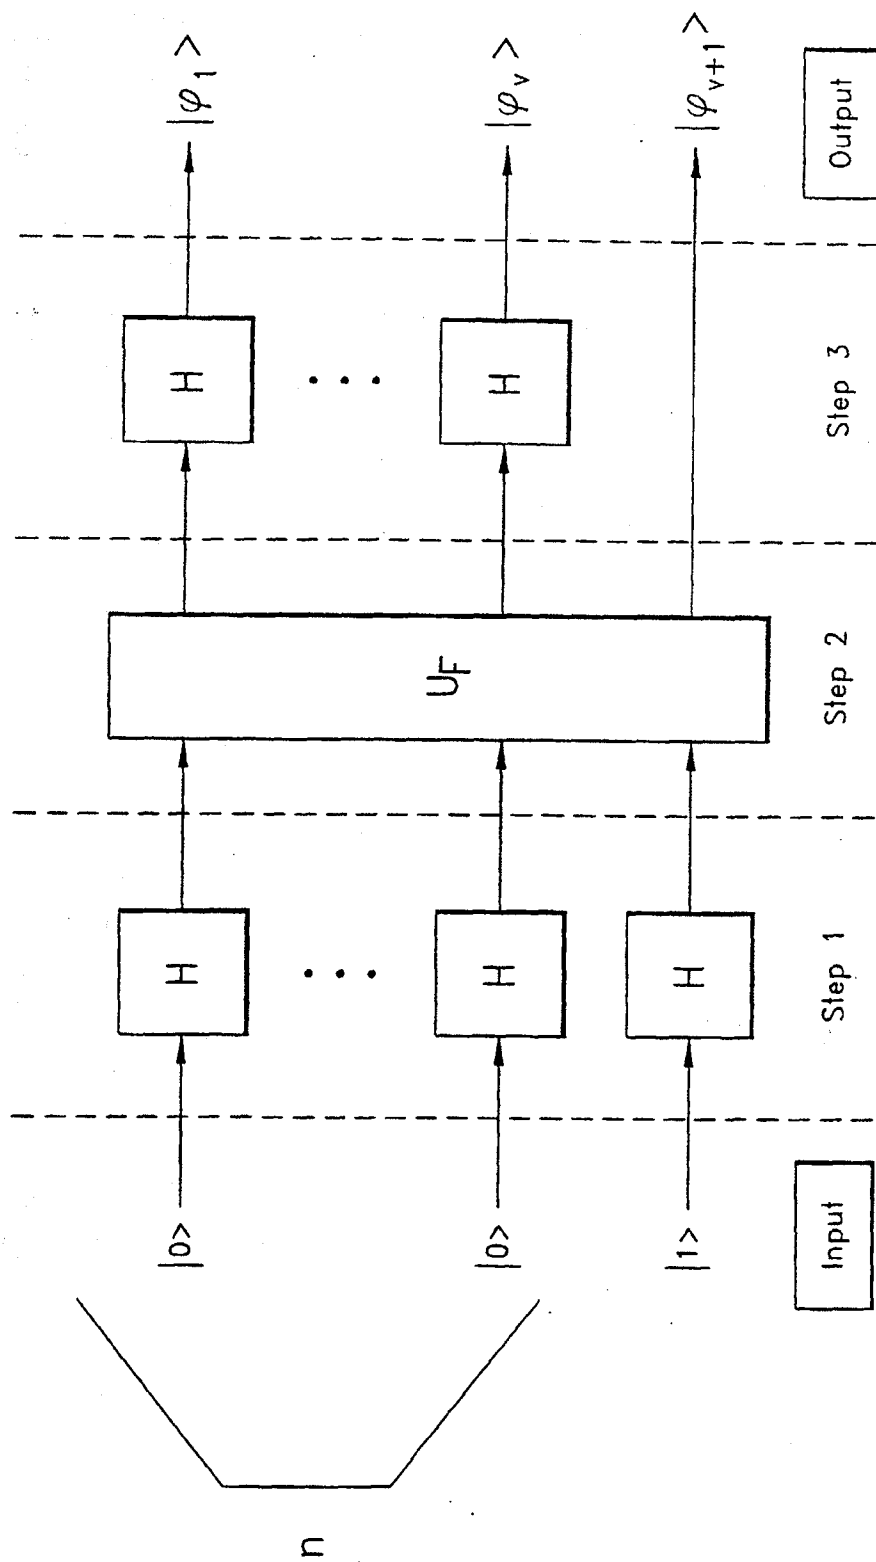 n
|0> H H |φ1>
|0> H H |φv>
|1> H |φv+1>
UF
Input Step 1 Step 2 Step 3 Output